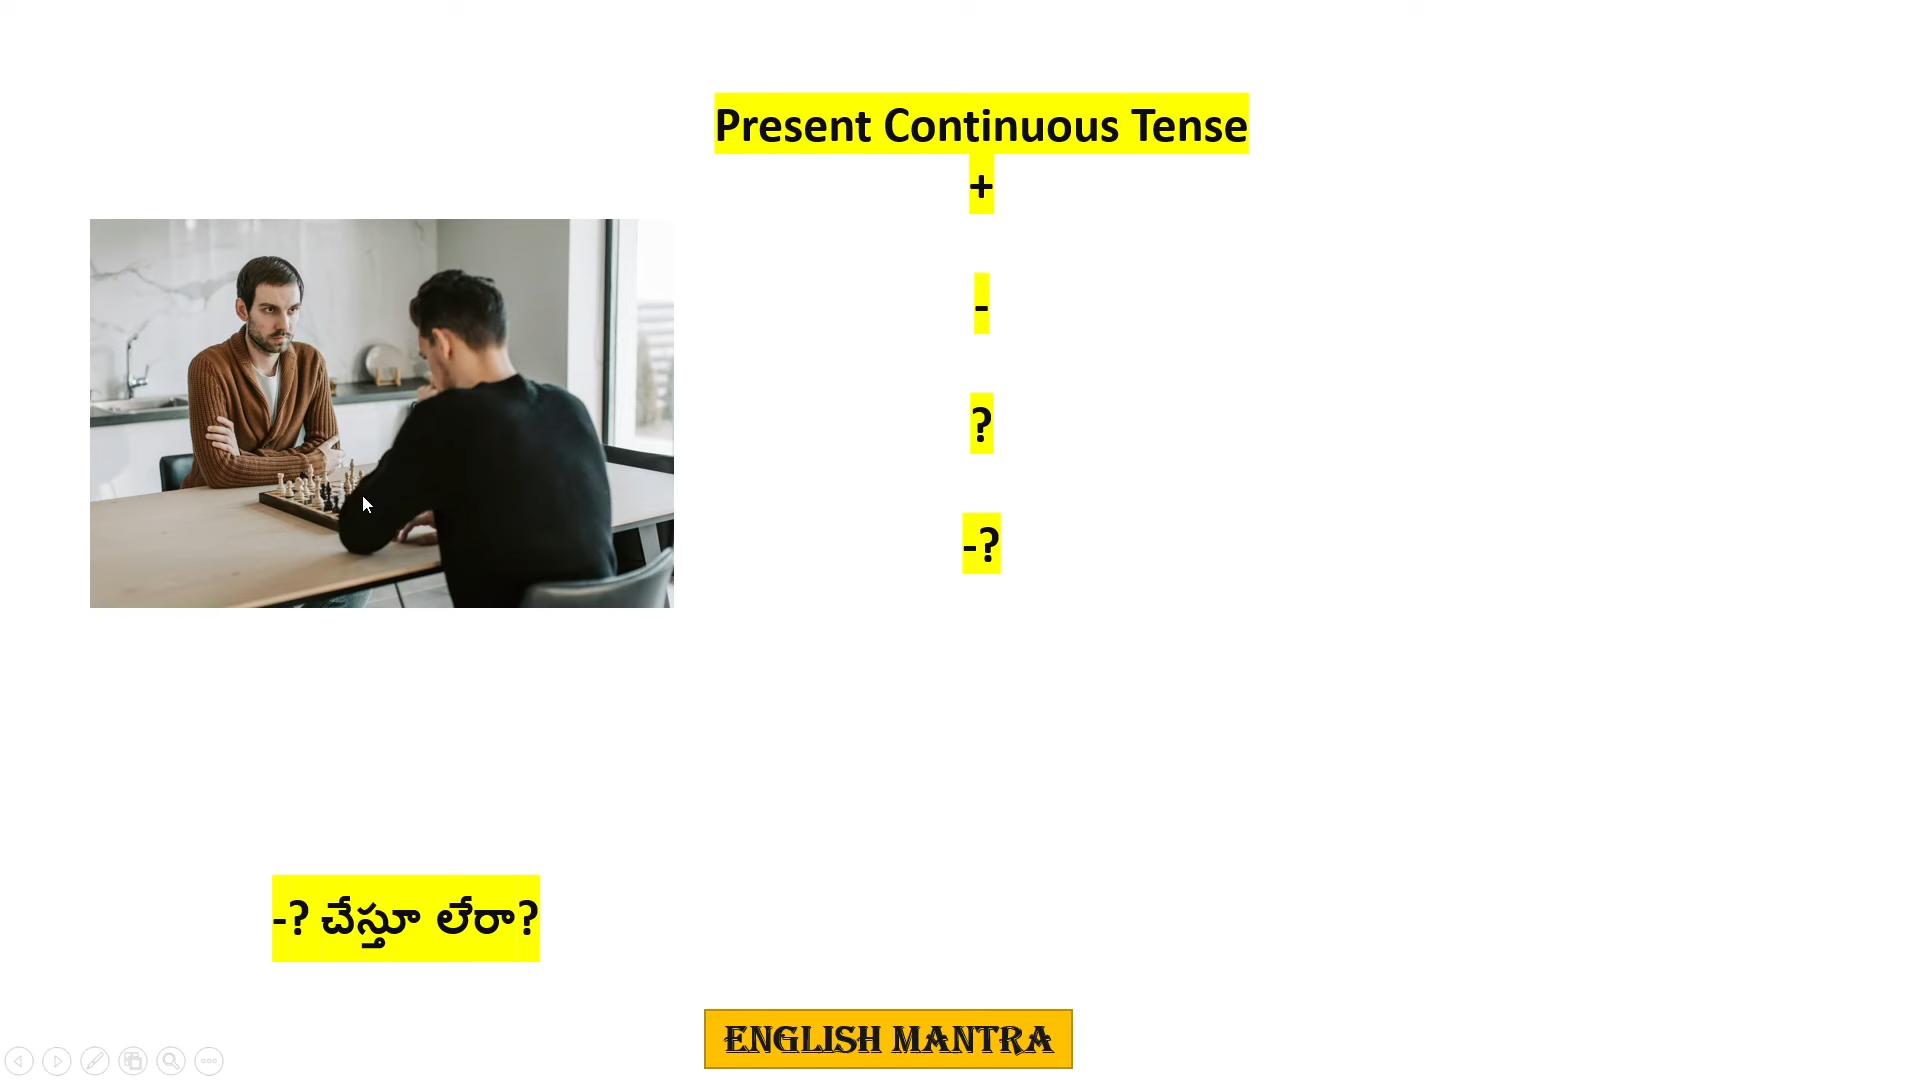 Present Continuous Tense
+
-
?
-?
-? చేస్తూ లేరా?
ENGLISH MANTRA